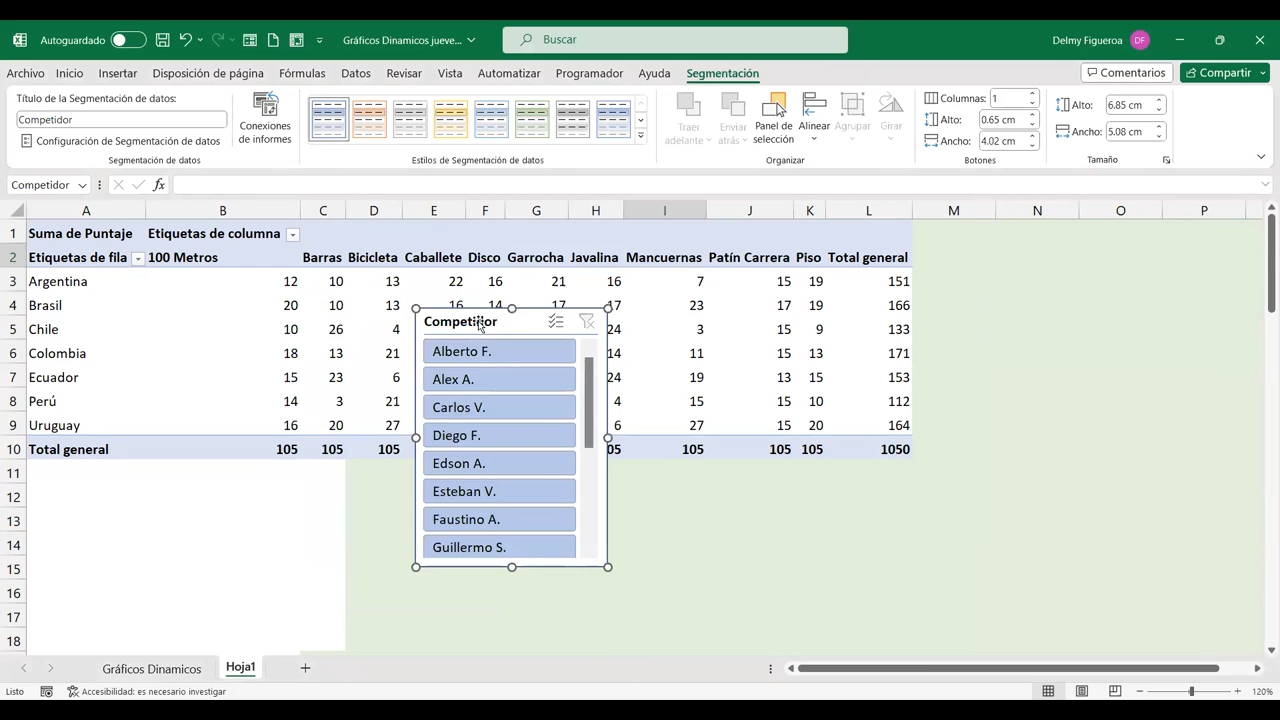 Autoguardado
Gráficos Dinamicos jueve...
Buscar
Delmy Figueroa DF
Archivo Inicio Insertar Disposición de página Fórmulas Datos Revisar Vista Automatizar Programador Ayuda Segmentación Comentarios Compartir
Título de la Segmentación de datos:
Competidor
Configuración de Segmentación de datos
Segmentación de datos
Conexiones de informes
Estilos de Segmentación de datos
Traer adelante
Enviar atrás
Panel de selección
Alinear
Agrupar
Girar
Organizar
Columnas: 1
Alto: 0.65 cm
Ancho: 4.02 cm
Botones
Alto: 6.85 cm
Ancho: 5.08 cm
Tamaño
Competidor fx
A B C D E F G H I J K L M N O P
1 Suma de Puntaje Etiquetas de columna
2 Etiquetas de fila 100 Metros Barras Bicicleta Caballete Disco Garrocha Javalina Mancuernas Patín Carrera Piso Total general
3 Argentina 12 10 13 22 16 21 16 7 15 19 151
4 Brasil 20 10 13 16 14 17 17 23 17 19 166
5 Chile 10 26 4 24 3 15 9 133
6 Colombia 18 13 21 14 11 15 13 171
7 Ecuador 15 23 6 24 19 13 15 153
8 Perú 14 3 21 4 15 15 10 112
9 Uruguay 16 20 27 6 27 15 20 164
10 Total general 105 105 105 05 105 105 105 1050
11
12
13
14
15
16
17
18
Competidor
Alberto F.
Alex A.
Carlos V.
Diego F.
Edson A.
Esteban V.
Faustino A.
Guillermo S.
Gráficos Dinamicos Hoja1
Listo Accesibilidad: es necesario investigar 120%